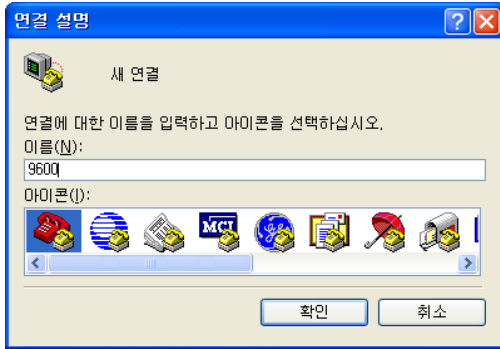 연결 설명
새 연결
연결에 대한 이름을 입력하고 아이콘을 선택하십시오.
이름(N):
9600
아이콘(I):
MCI
확인 취소